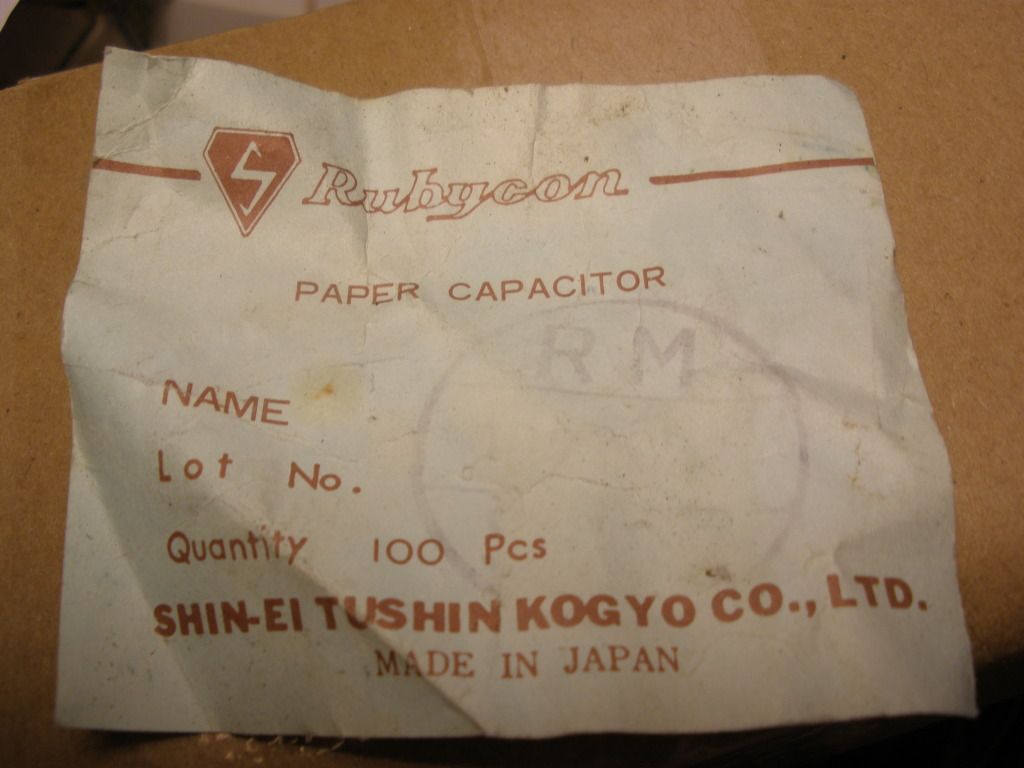 S Rubycon
PAPER CAPACITOR
RM
NAME
Lot No.
Quantity 100 Pcs
SHIN-EI TUSHIN KOGYO CO., LTD.
MADE IN JAPAN